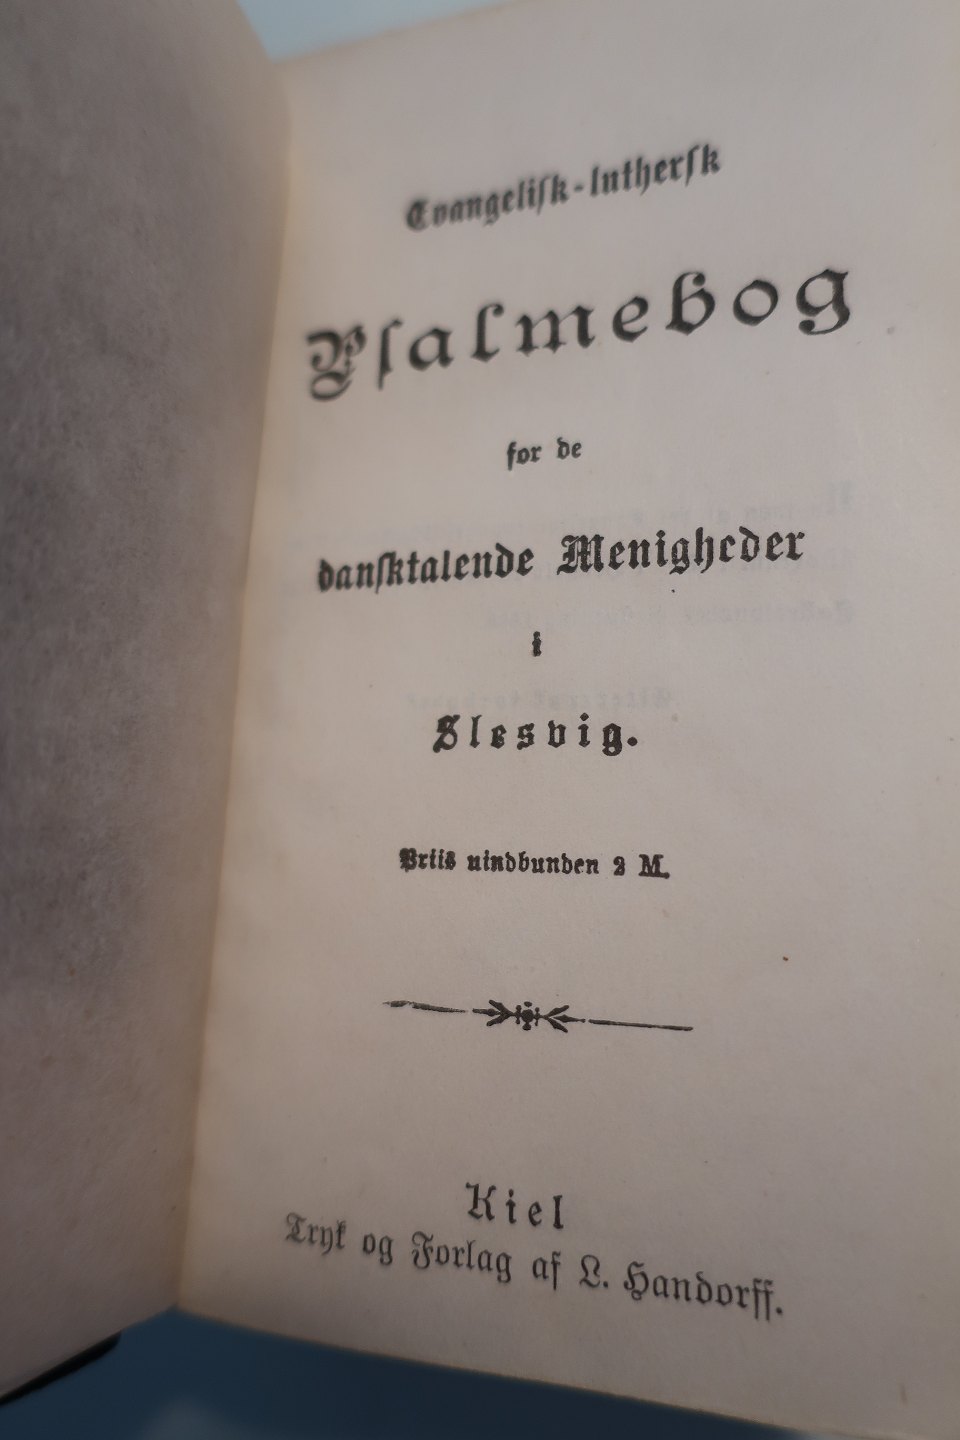 Evangelisk-luthersk
Psalmebog
for de
dansktalende Menigheder
i
Slesvig.
Priis uindbunden 2 M.
Kiel
Tryk og Forlag af L. Handorff.